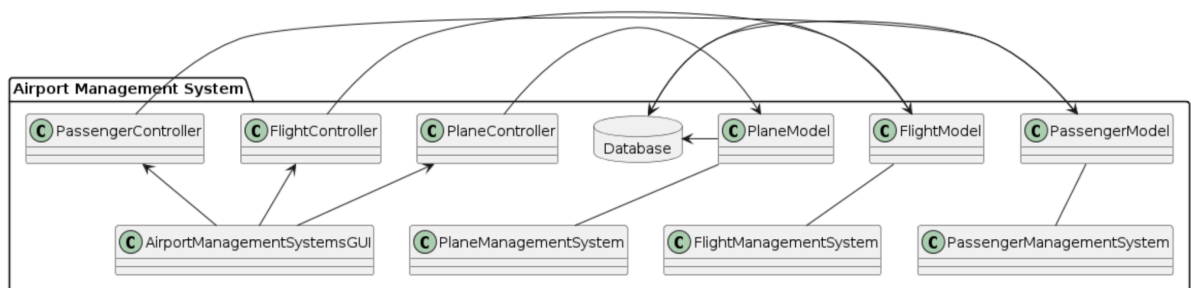 Airport Management System
C PassengerController
C FlightController
C PlaneController
Database
C PlaneModel
C FlightModel
C PassengerModel
C AirportManagementSystemsGUI
C PlaneManagementSystem
C FlightManagementSystem
C PassengerManagementSystem